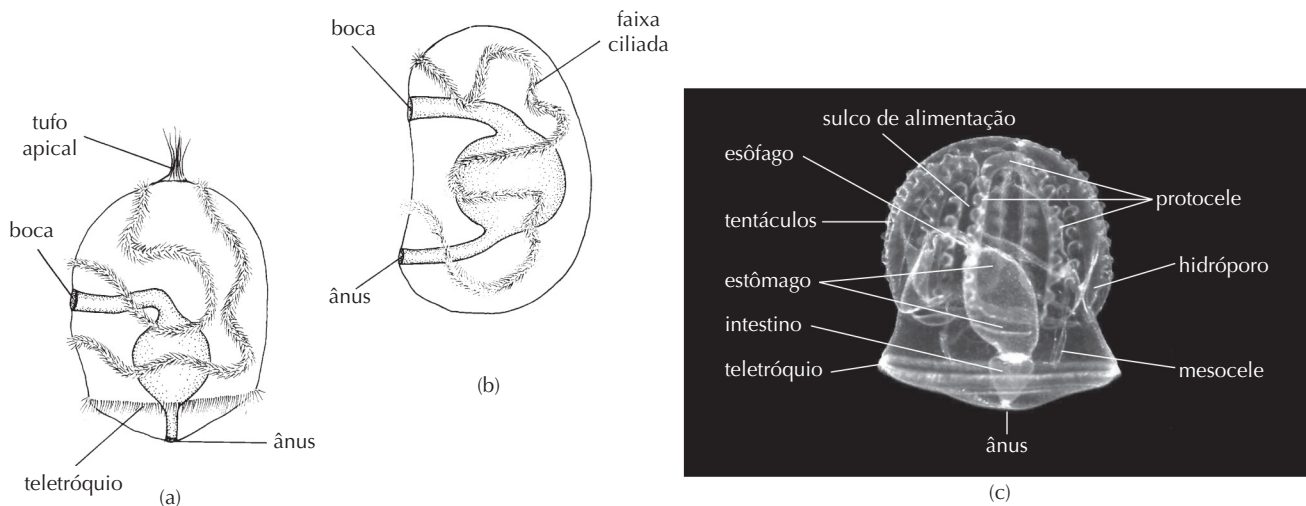 tufo
apical
boca
teletróquio
ânus
(a)
boca
faixa
ciliada
ânus
(b)
sulco de alimentação
esôfago
tentáculos
estômago
intestino
teletróquio
protocele
hidróporo
mesocele
ânus
(c)